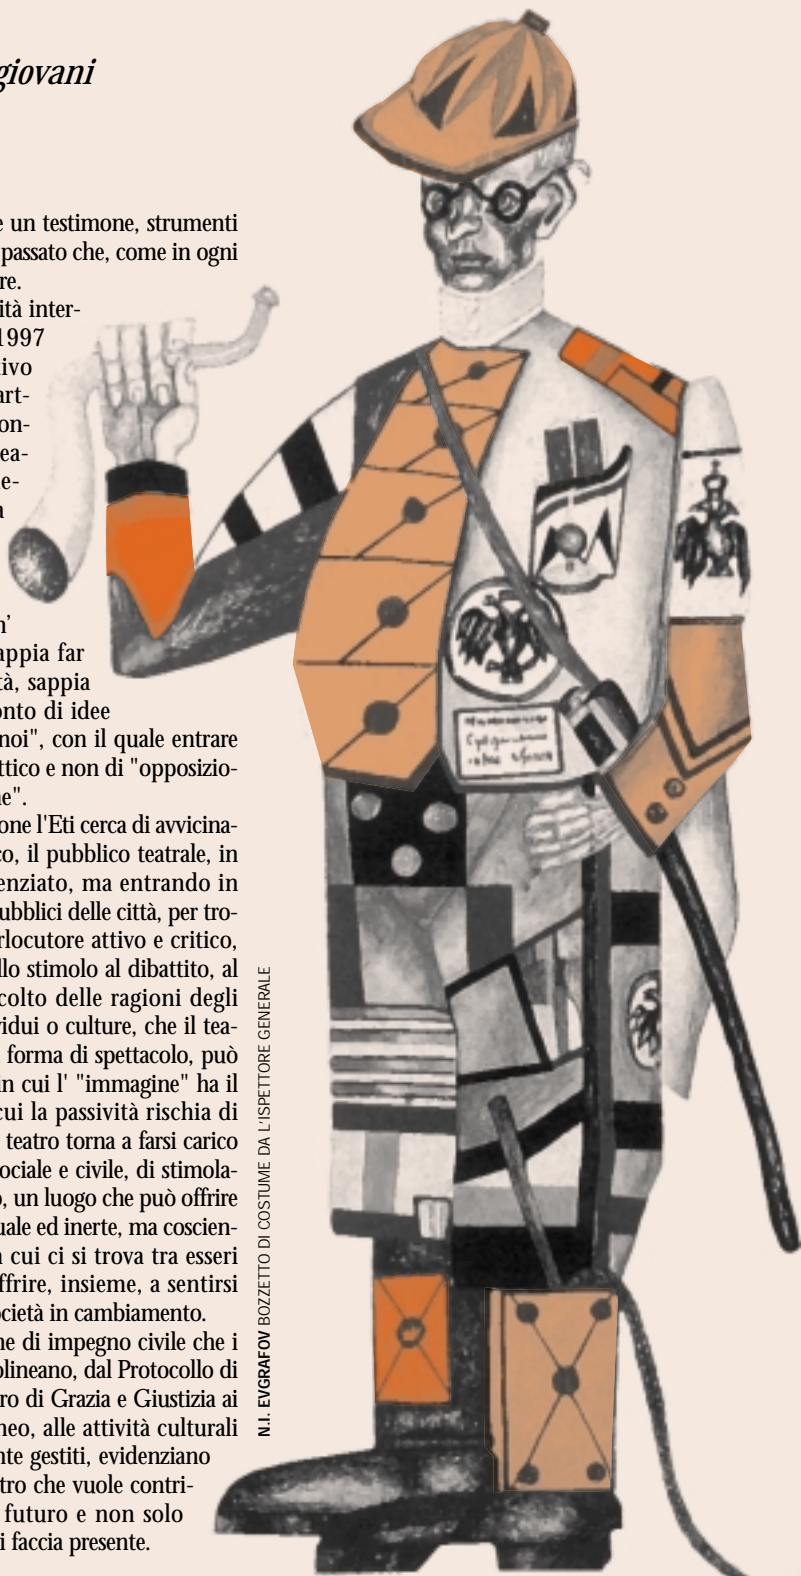 giovani
e un testimone, strumenti
passato che, come in ogni
re.
ità inter-
1997
ivo
art-
on-
ea-
le-
a
n'
appia far
tà, sappia
onto di idee
noi", con il quale entrare
ttico e non di "opposizio-
ne".
one l'Eti cerca di avvicina-
co, il pubblico teatrale, in
enziato, ma entrando in
ubblici delle città, per tro-
rlocutore attivo e critico,
llo stimolo al dibattito, al
colto delle ragioni degli
vidui o culture, che il tea-
forma di spettacolo, può
in cui l' "immagine" ha il
cui la passività rischia di
teatro torna a farsi carico
ociale e civile, di stimola-
o, un luogo che può offrire
uale ed inerte, ma coscien-
n cui ci si trova tra esseri
ffrire, insieme, a sentirsi
ocietà in cambiamento.
ne di impegno civile che i
olineano, dal Protocollo di
ro di Grazia e Giustizia ai
neo, alle attività culturali
nte gestiti, evidenziano
tro che vuole contri-
futuro e non solo
i faccia presente.
N.I. EVGRAFOV BOZZETTO DI COSTUME DA L'ISPETTORE GENERALE